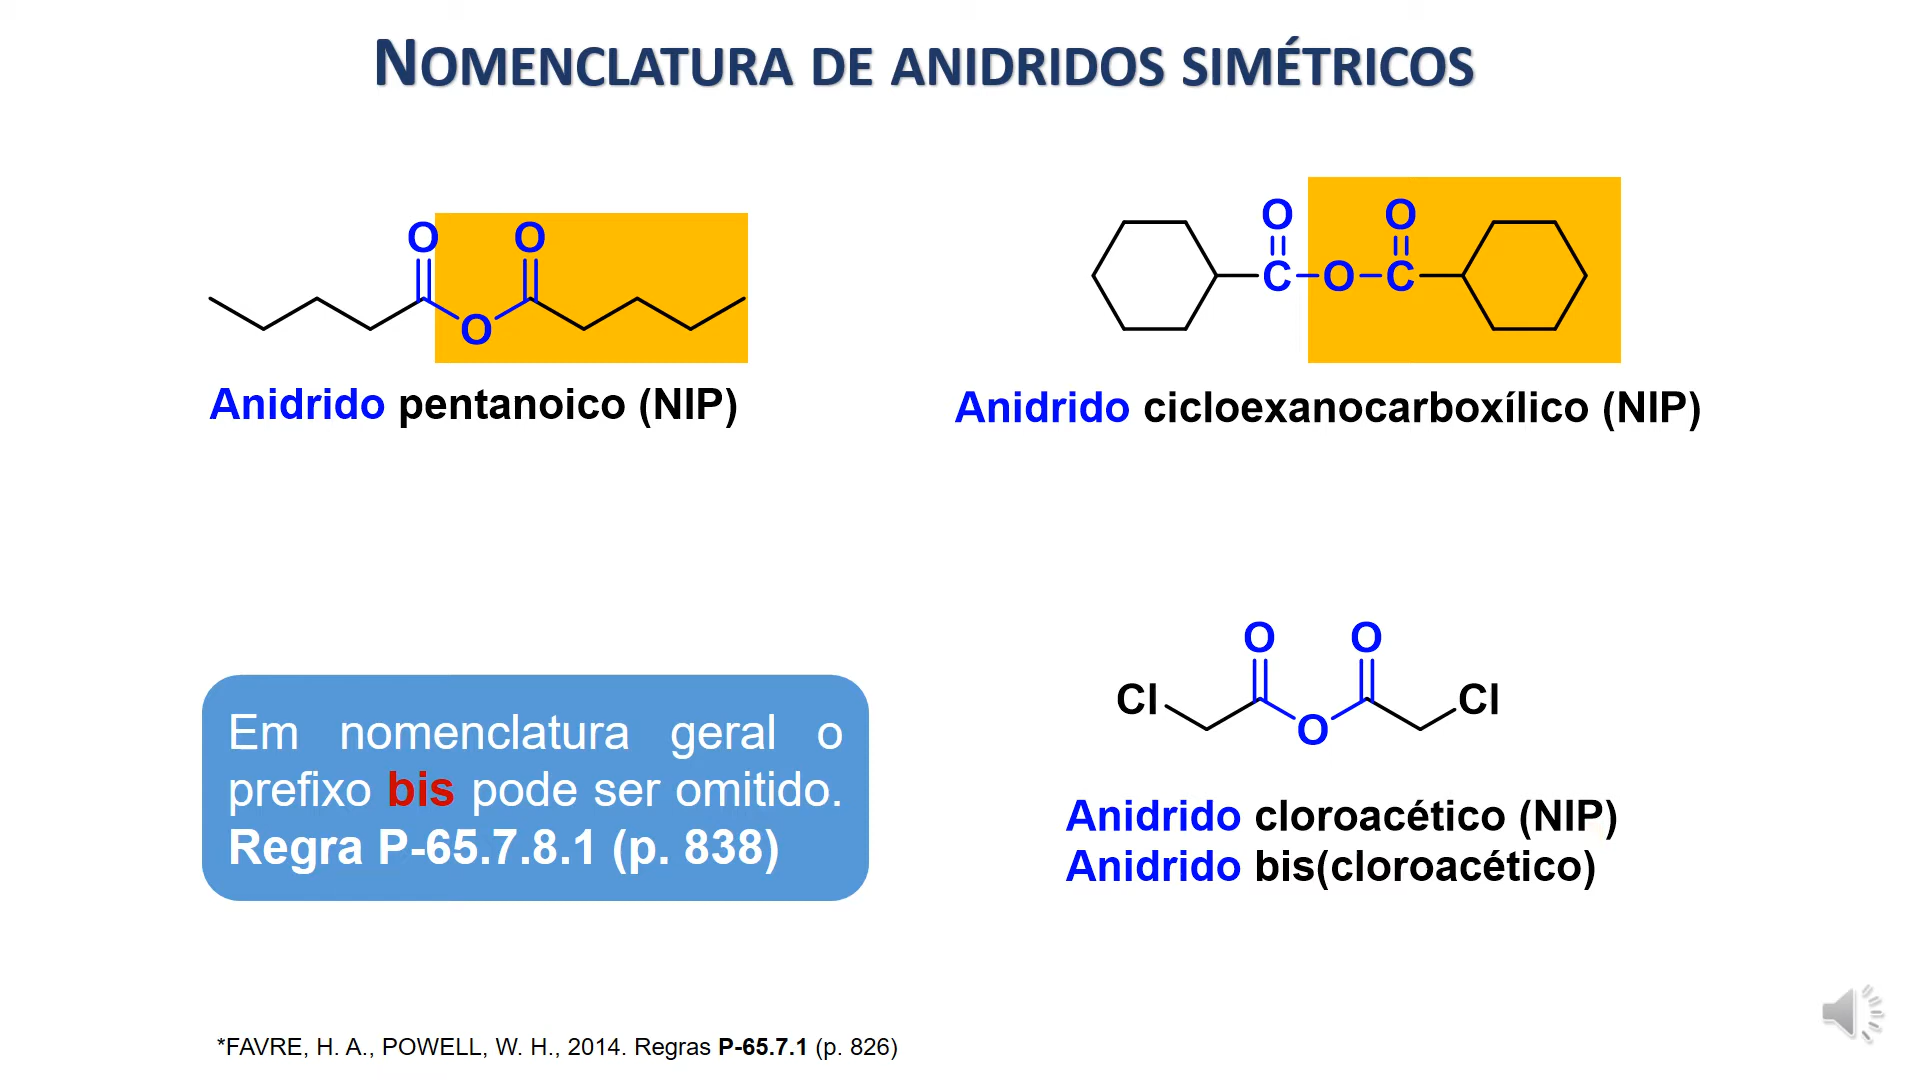 NOMENCLATURA DE ANIDRIDOS SIMÉTRICOS
O O
O
Anidrido pentanoico (NIP)
O O
C O C
Anidrido cicloexanocarboxílico (NIP)
Em nomenclatura geral o
prefixo bis pode ser omitido.
Regra P-65.7.8.1 (p. 838)
O O
Cl O Cl
Anidrido cloroacético (NIP)
Anidrido bis(cloroacético)
*FAVRE, H. A., POWELL, W. H., 2014. Regras P-65.7.1 (p. 826)